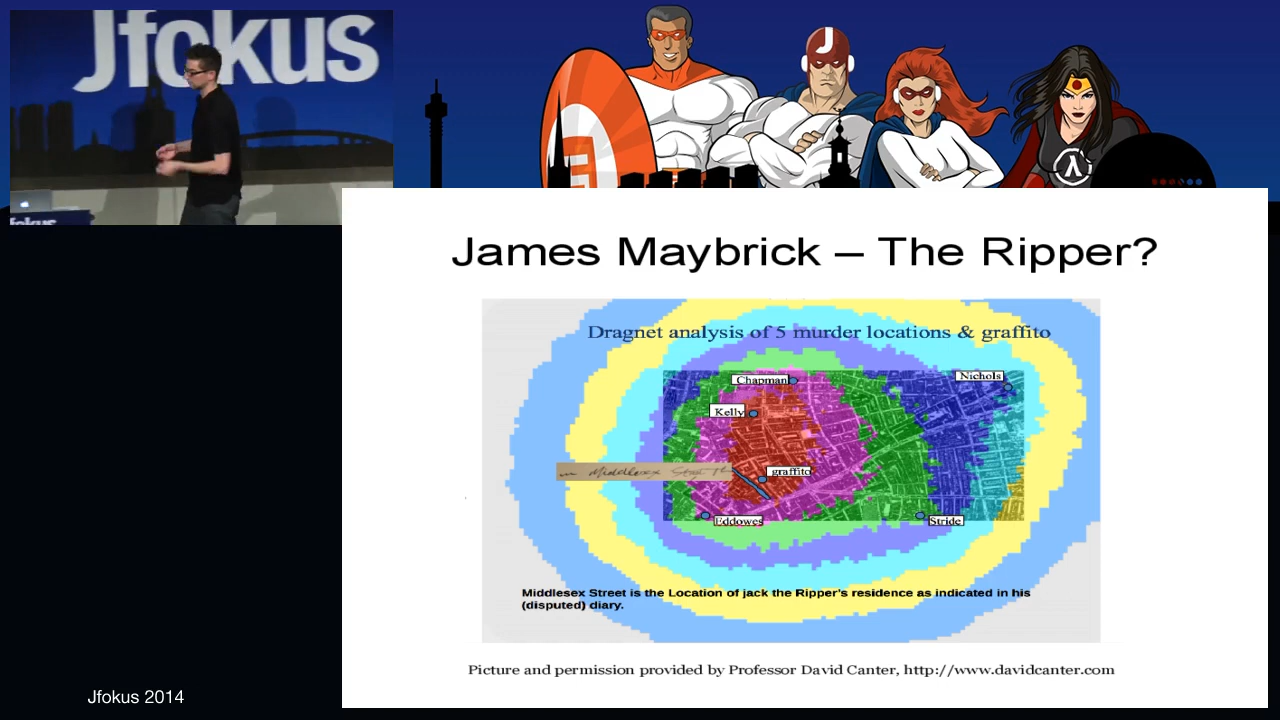 Jfokus
J
λ
James Maybrick – The Ripper?
Dragnet analysis of 5 murder locations & graffito
Chapman
Nichols
Kelly
Middlesex
graffito
Eddowes
Stride
Middlesex Street is the Location of jack the Ripper's residence as indicated in his
(disputed) diary.
Picture and permission provided by Professor David Canter, http://www.davidcanter.com
Jfokus 2014